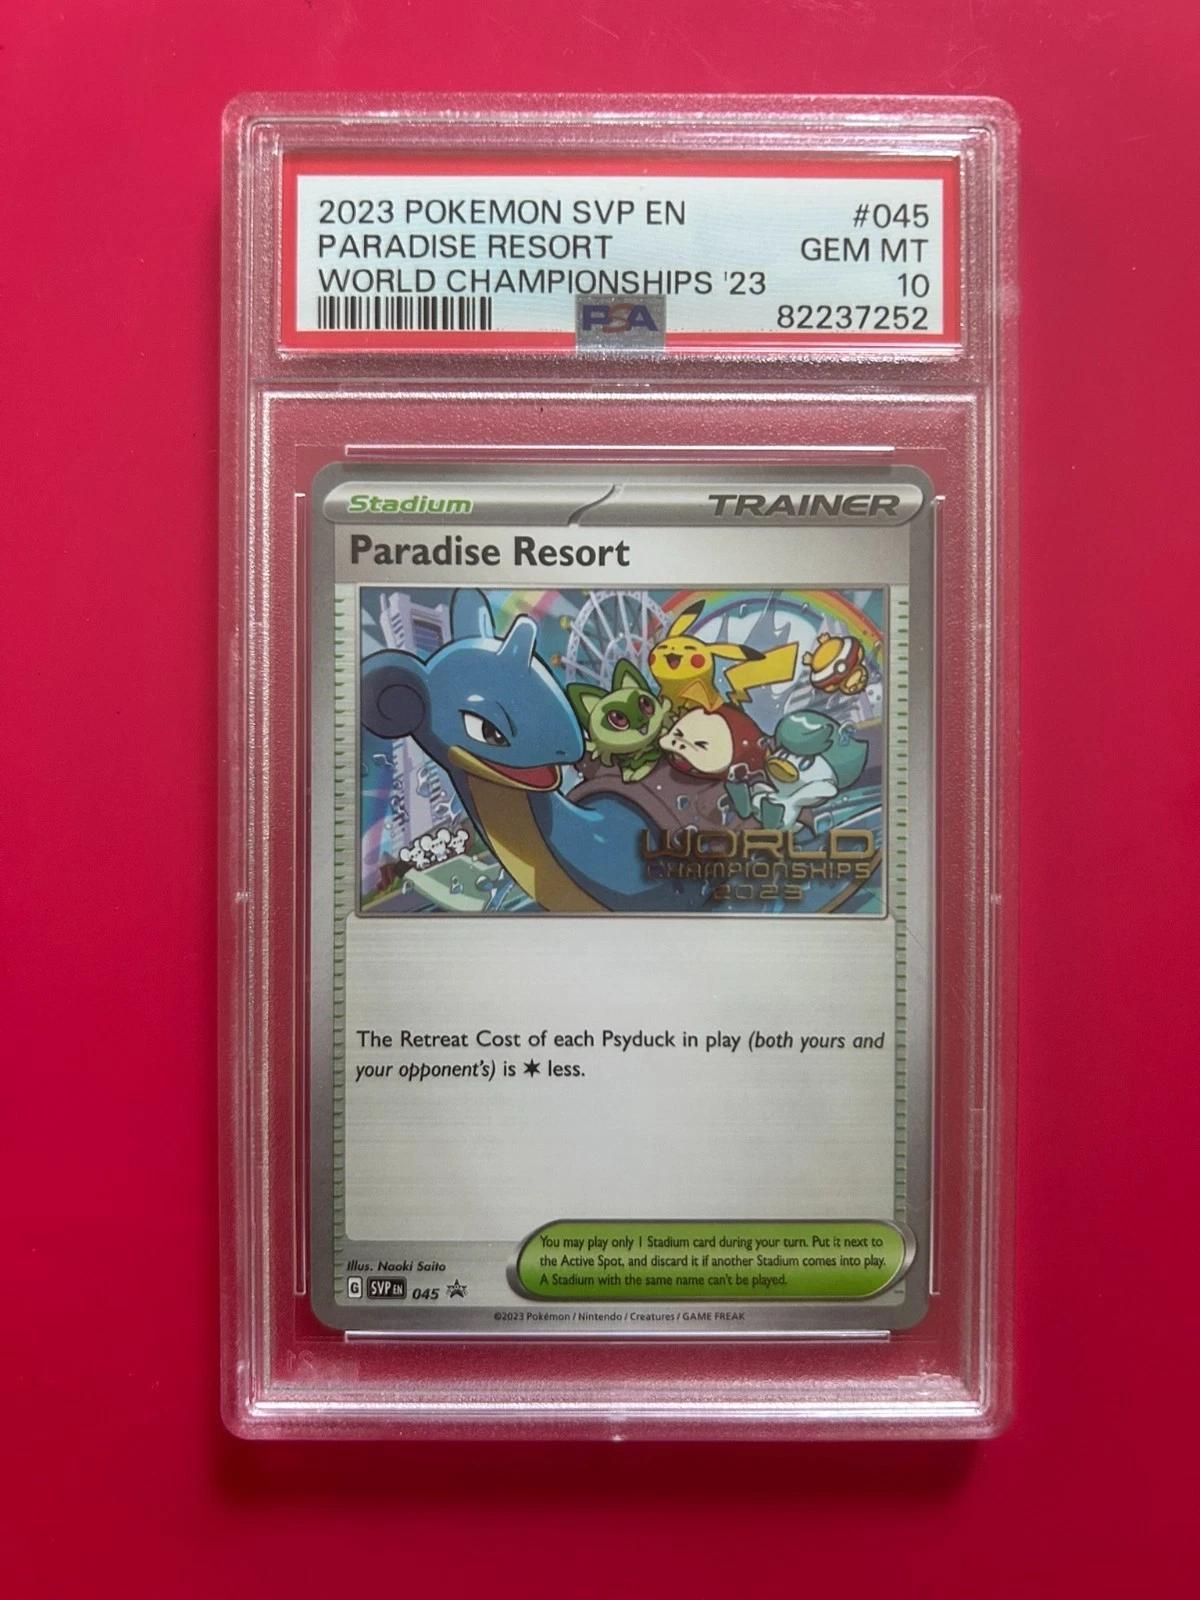 2023 POKEMON SVP EN #045
PARADISE RESORT GEM MT
WORLD CHAMPIONSHIPS '23 10
PSA 82237252
Stadium TRAINER
Paradise Resort
WORLD
CHAMPIONSHIPS
2023
The Retreat Cost of each Psyduck in play (both yours and
your opponent's) is less.
You may play only 1 Stadium card during your turn. Put it next to
the Active Spot, and discard it if another Stadium comes into play.
A Stadium with the same name can't be played.
Illus. Naoki Saito
G SVP EN 045
©2023 Pokémon / Nintendo / Creatures / GAME FREAK